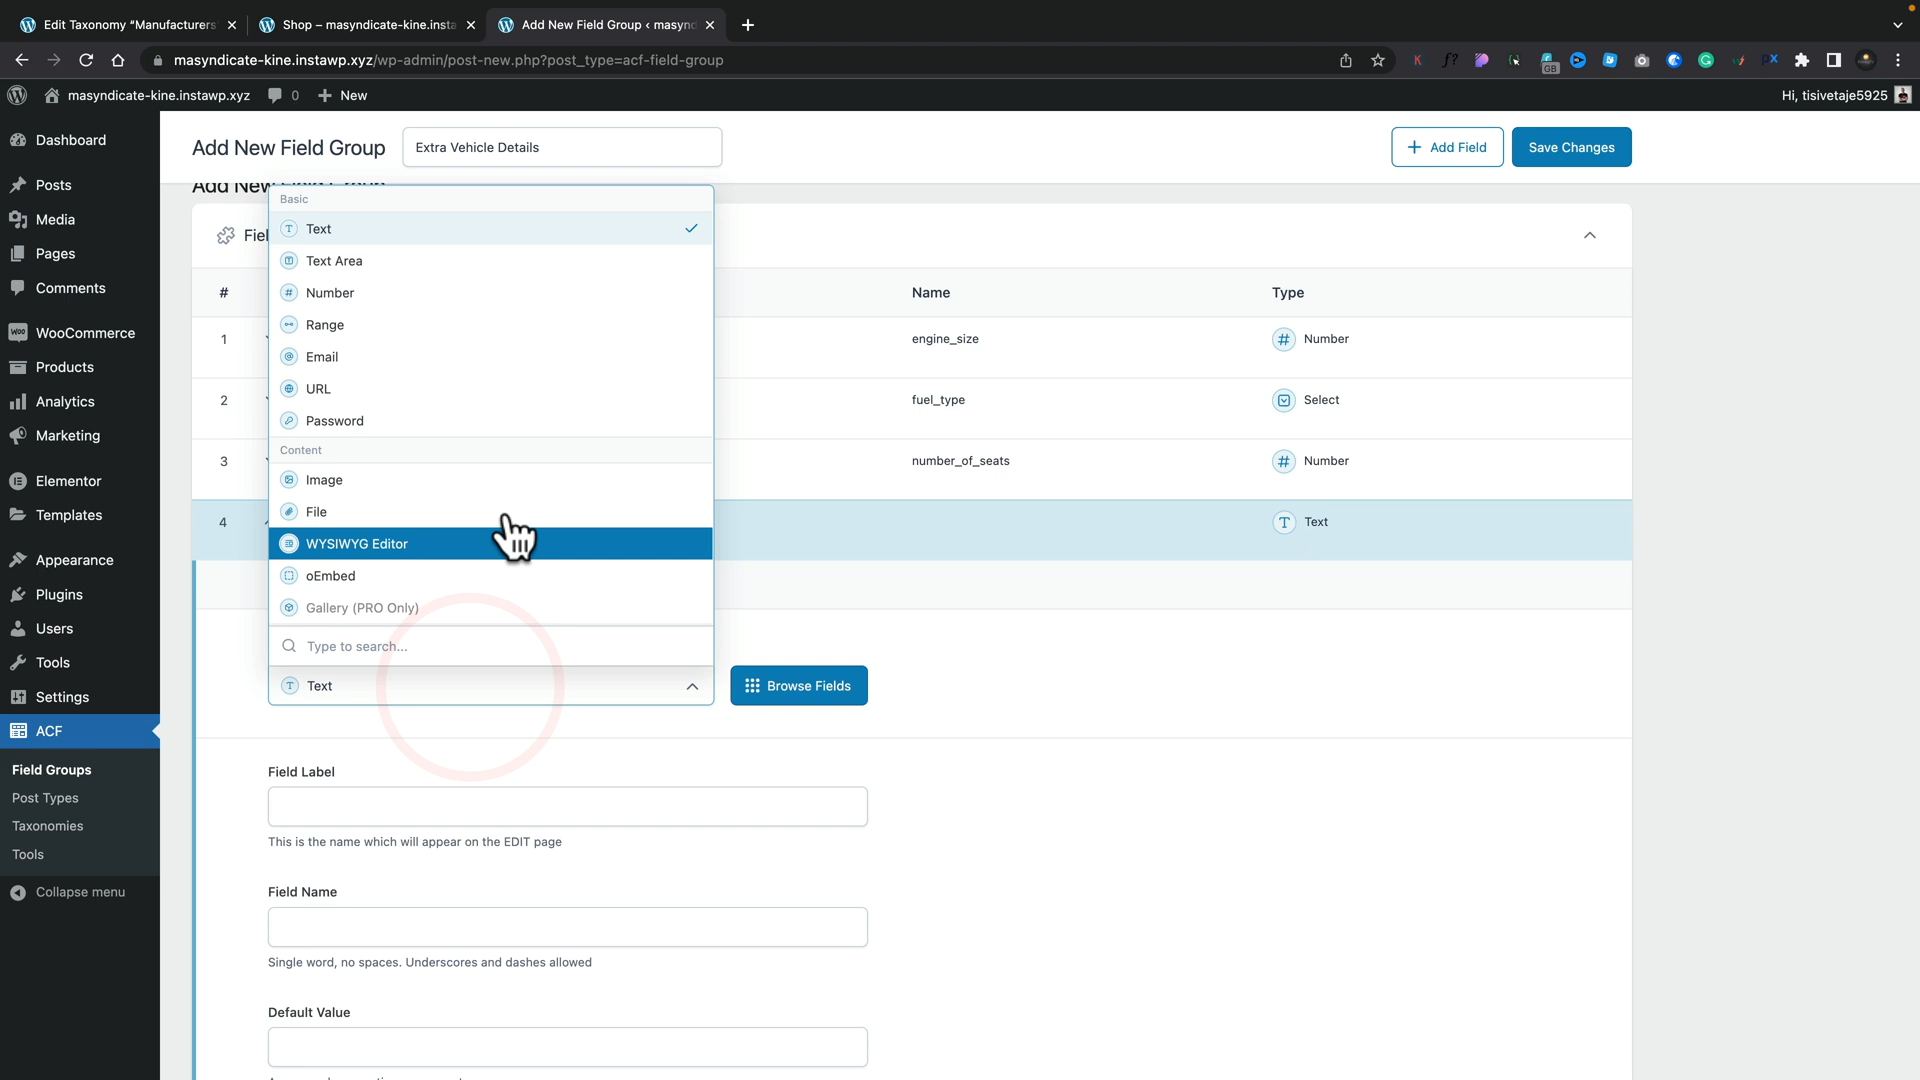 Edit Taxonomy "Manufacturers
Shop – masyndicate-kine.insta
Add New Field Group ‹ masynd
masyndicate-kine.instawp.xyz/wp-admin/post-new.php?post_type=acf-field-group
masyndicate-kine.instawp.xyz
0
New
Hi, tisivetaje5925
Dashboard
Posts
Media
Pages
Comments
WooCommerce
Products
Analytics
Marketing
Elementor
Templates
Appearance
Plugins
Users
Tools
Settings
ACF
Field Groups
Post Types
Taxonomies
Tools
Collapse menu
Add New Field Group
Extra Vehicle Details
Add Field
Save Changes
Add New Field Group
Fiel
# Name Type
1 engine_size Number
2 fuel_type Select
3 number_of_seats Number
4 Text
Basic
Text
Text Area
Number
Range
Email
URL
Password
Content
Image
File
WYSIWYG Editor
oEmbed
Gallery (PRO Only)
Type to search...
Text
Browse Fields
Field Label
This is the name which will appear on the EDIT page
Field Name
Single word, no spaces. Underscores and dashes allowed
Default Value